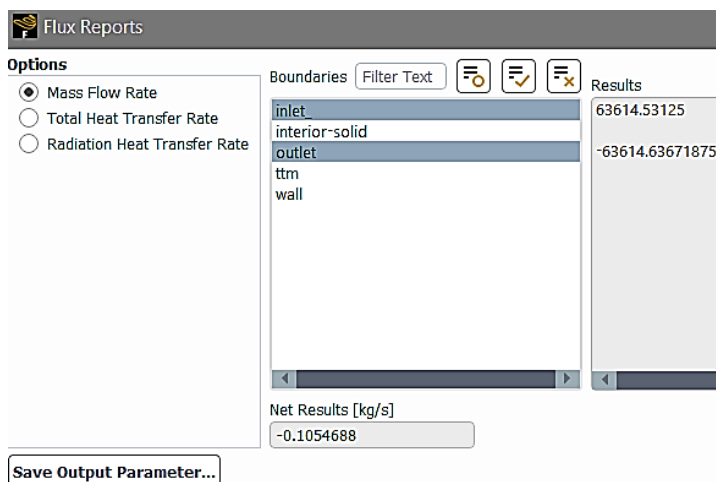 Flux Reports
Options
Mass Flow Rate
Total Heat Transfer Rate
Radiation Heat Transfer Rate
Boundaries Filter Text
inlet_
interior-solid
outlet
ttm
wall
Results
63614.53125
-63614.63671875
Net Results [kg/s]
-0.1054688
Save Output Parameter...